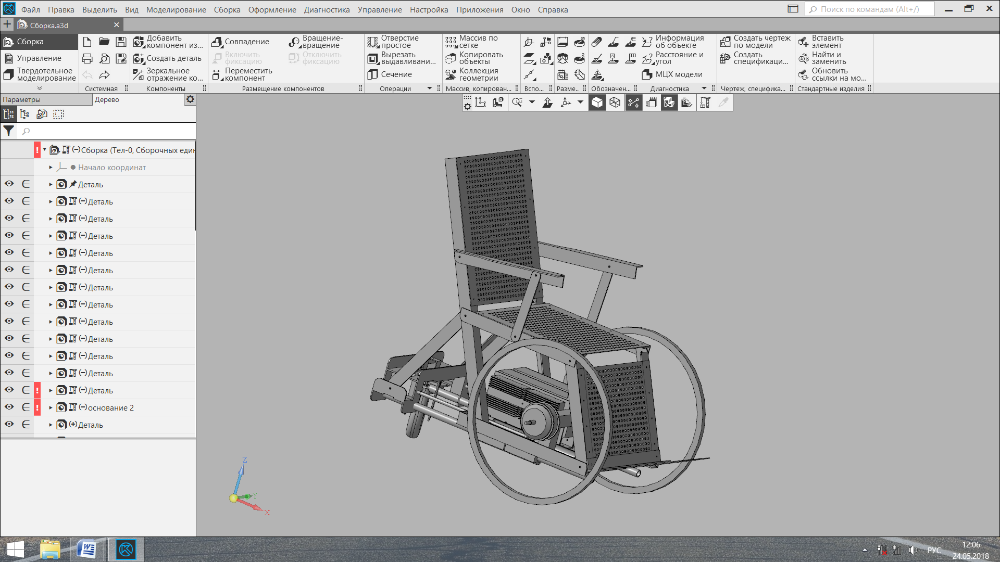 Файл Правка Выделить Вид Моделирование Сборка Оформление Диагностика Управление Настройка Приложения Окно Справка
Поиск по командам (Alt+/)
Сборка.a3d
Сборка
Управление
Твердотельное
моделирование
Системная
Добавить
компонент из...
Создать деталь
Зеркальное
отражение ко...
Компоненты
Совпадение
Включить
фиксацию
Переместить
компонент
Вращение-
вращение
Отключить
фиксацию
Размещение компонентов
Отверстие
простое
Вырезать
выдавливани...
Сечение
Операции
Массив по
сетке
Копировать
объекты
Коллекция
геометрии
Массив, копирован...
Вспо...
Разме...
Обозначен...
Информация
об объекте
Расстояние и
угол
МЦХ модели
Диагностика
Создать чертеж
по модели
Создать
спецификаци...
Чертеж, специфика...
Вставить
элемент
Найти и
заменить
Обновить
ссылки на мо...
Стандартные изделия
Параметры
Дерево
(-)Сборка (Тел-0, Сборочных един
Начало координат
Деталь
(-)Деталь
(-)Деталь
(-)Деталь
(-)Деталь
(-)Деталь
(-)Деталь
(-)Деталь
(-)Деталь
(-)Деталь
(-)Деталь
(-)Деталь
(-)Деталь
(-)основание 2
(+)Деталь
Z
Y
X
РУС
12:06
24.05.2018